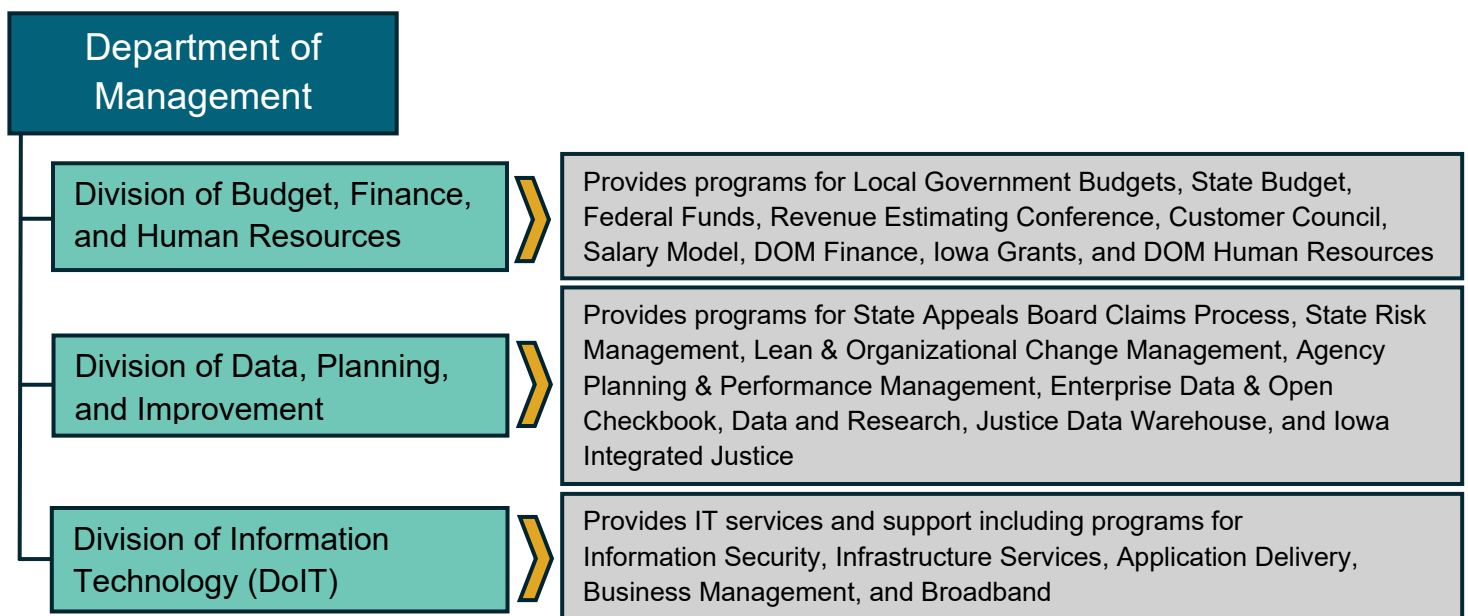 Department of
Management
Division of Budget, Finance,
and Human Resources
Provides programs for Local Government Budgets, State Budget,
Federal Funds, Revenue Estimating Conference, Customer Council,
Salary Model, DOM Finance, Iowa Grants, and DOM Human Resources
Division of Data, Planning,
and Improvement
Provides programs for State Appeals Board Claims Process, State Risk
Management, Lean & Organizational Change Management, Agency
Planning & Performance Management, Enterprise Data & Open
Checkbook, Data and Research, Justice Data Warehouse, and Iowa
Integrated Justice
Division of Information
Technology (DoIT)
Provides IT services and support including programs for
Information Security, Infrastructure Services, Application Delivery,
Business Management, and Broadband